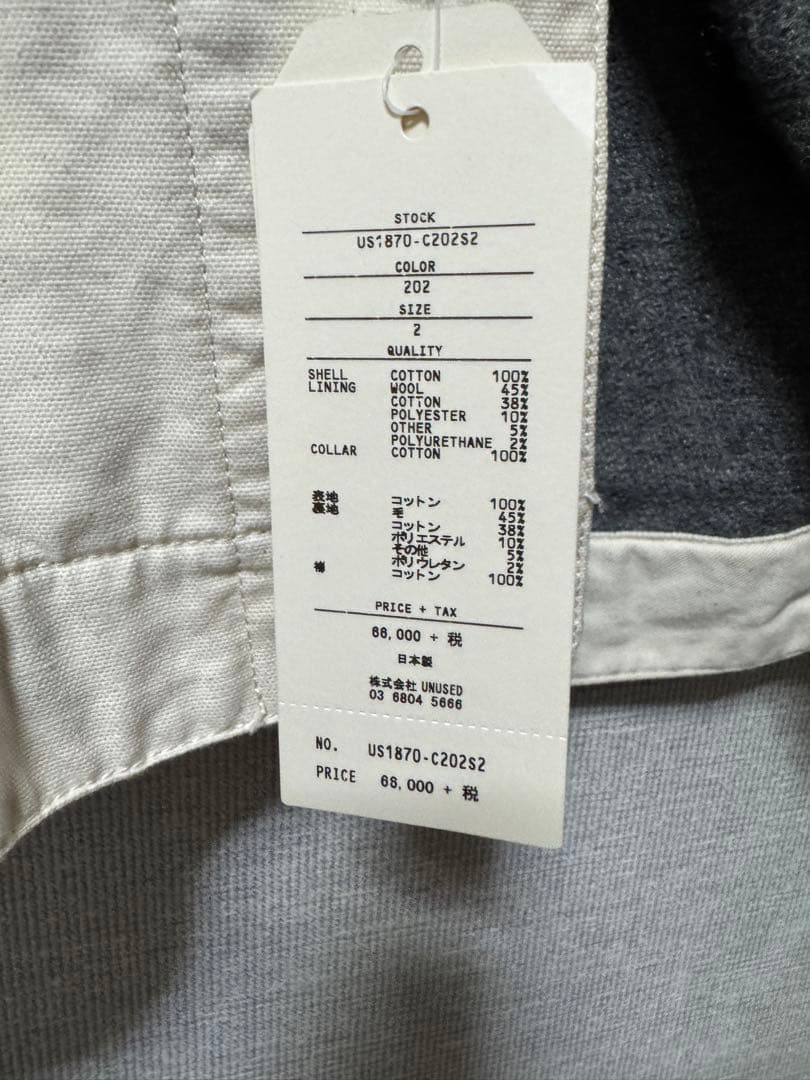 STOCK
US1870-C202S2
COLOR
202
SIZE
2
QUALITY
SHELL COTTON 100%
LINING WOOL 45%
COTTON 38%
POLYESTER 10%
OTHER 5%
POLYURETHANE 2%
COLLAR COTTON 100%
表地 コットン 100%
裏地 毛 45%
コットン 38%
ポリエステル 10%
その他 5%
ポリウレタン 2%
襟 コットン 100%
PRICE + TAX
68,000 + 税
日本製
株式会社 UNUSED
03 6804 5666
NO. US1870-C202S2
PRICE 68,000 + 税